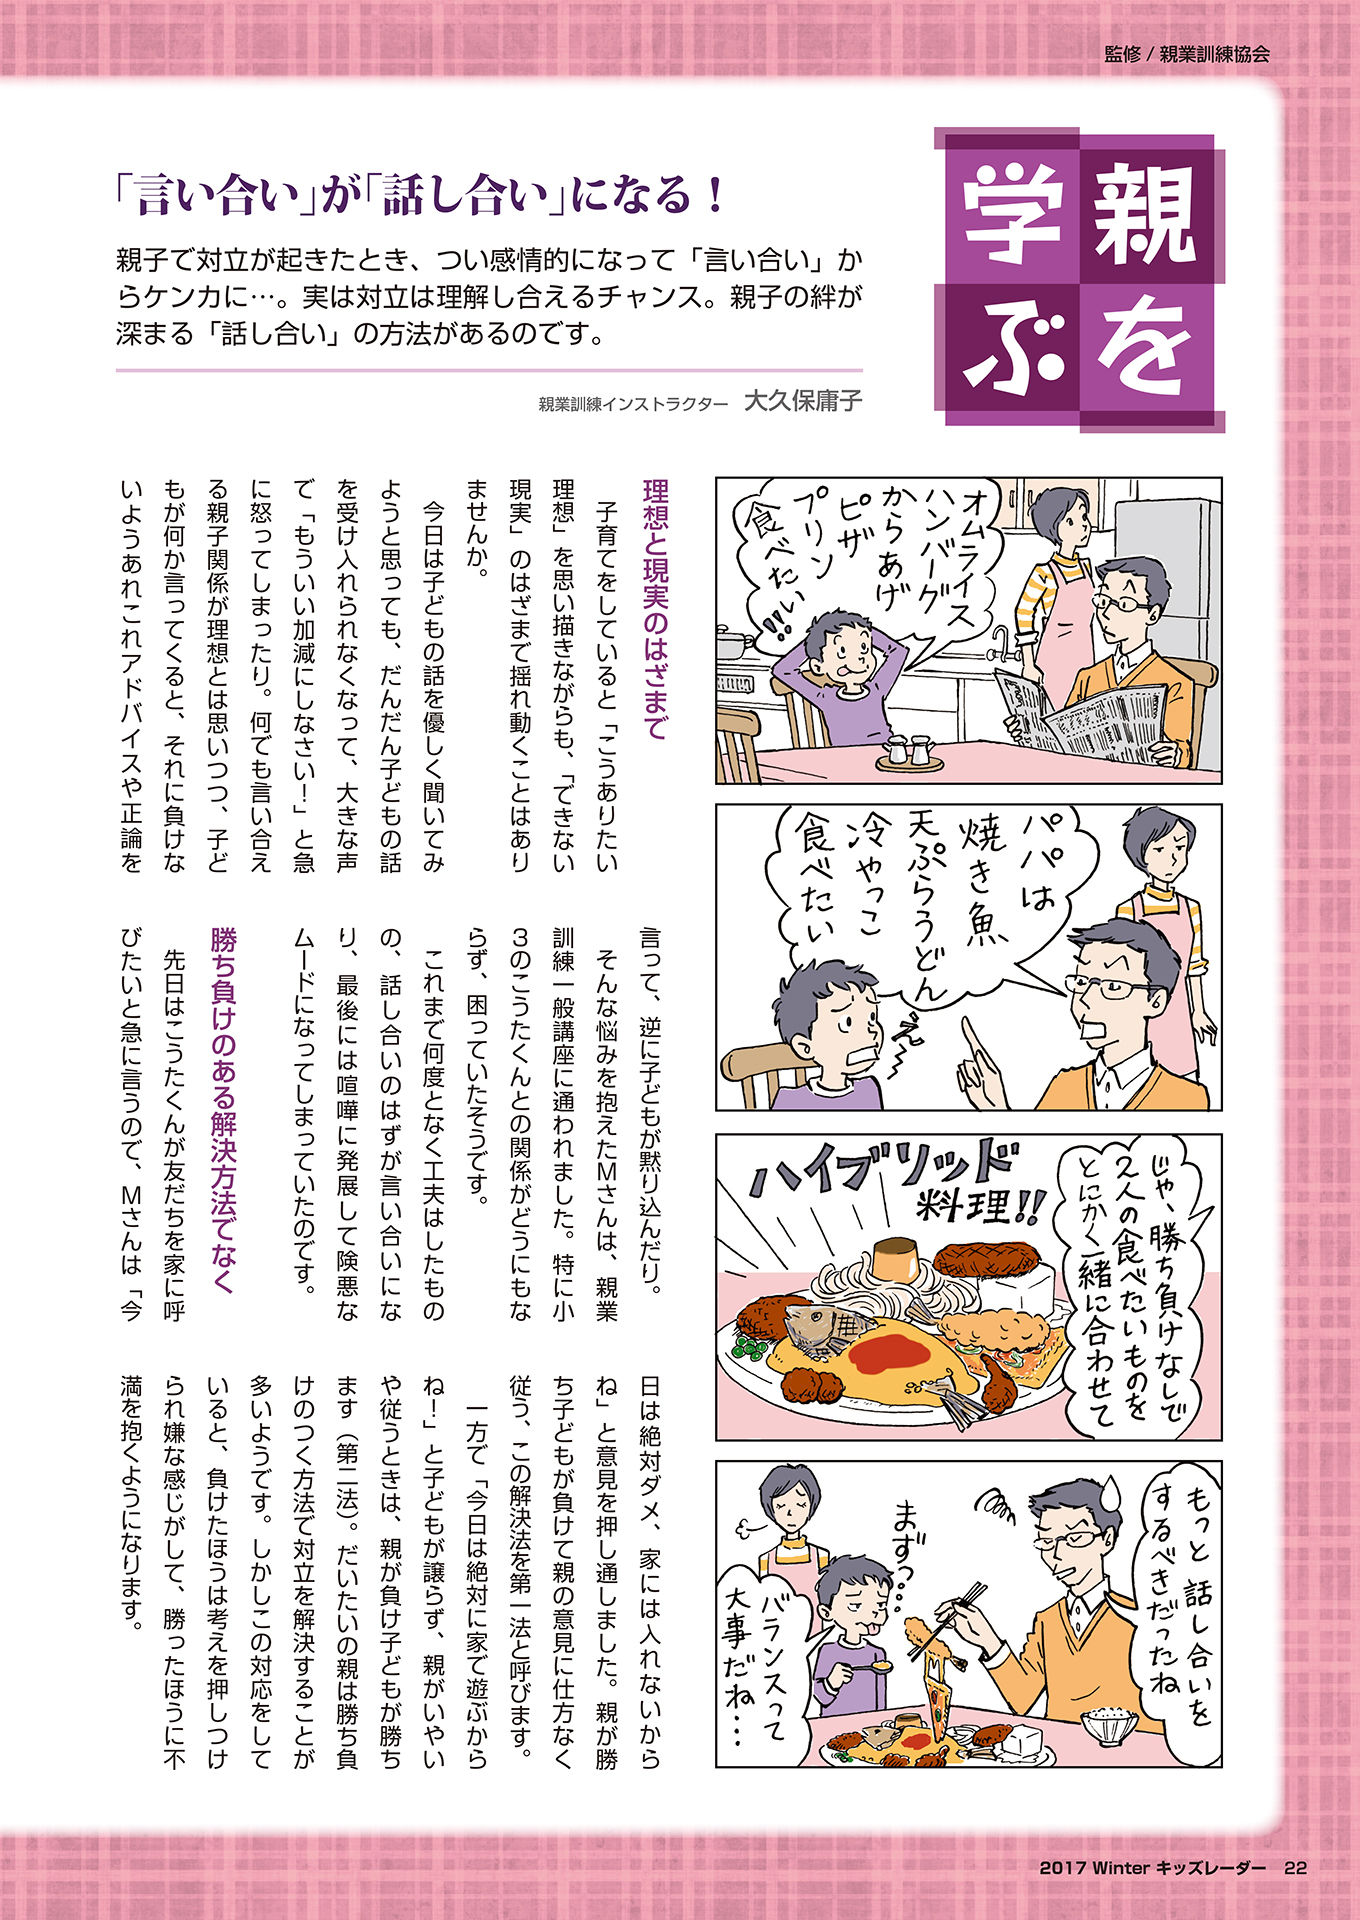 監修 / 親業訓練協会
親を
学ぶ
「言い合い」が「話し合い」になる！
親子で対立が起きたとき、つい感情的になって「言い合い」か
らケンカに…。実は対立は理解し合えるチャンス。親子の絆が
深まる「話し合い」の方法があるのです。
親業訓練インストラクター　大久保庸子
オムライス
ハンバーグ
からあげ
ピザ
プリン
食べたい!!
パパは
焼き魚
天ぷらうどん
冷やっこ
食べたい
え〜
じゃ、勝ち負けなしで
2人の食べたいものを
とにかく一緒に合わせて
ハイブリッド
料理!!
もっと話し合いを
するべきだったね
まずっ…
バランスって
大事だね…
理想と現実のはざまで
子育てをしていると「こうありたい
理想」を思い描きながらも、「できない
現実」のはざまで揺れ動くことはあり
ませんか。
今日は子どもの話を優しく聞いてみ
ようと思っても、だんだん子どもの話
を受け入れられなくなって、大きな声
で「もういい加減にしなさい！」と急
に怒ってしまったり。何でも言い合え
る親子関係が理想とは思いつつ、子ど
もが何か言ってくると、それに負けな
いようあれこれアドバイスや正論を
言って、逆に子どもが黙り込んだり。
そんな悩みを抱えたMさんは、親業
訓練一般講座に通われました。特に小
3のこうたくんとの関係がどうにもな
らず、困っていたそうです。
これまで何度となく工夫はしたもの
の、話し合いのはずが言い合いにな
り、最後には喧嘩に発展して険悪な
ムードになってしまっていたのです。
勝ち負けのある解決方法でなく
先日はこうたくんが友だちを家に呼
びたいと急に言うので、Mさんは「今
日は絶対ダメ、家には入れないから
ね」と意見を押し通しました。親が勝
ち子どもが負けて親の意見に仕方なく
従う、この解決法を第一法と呼びます。
一方で「今日は絶対に家で遊ぶから
ね！」と子どもが譲らず、親がいやい
や従うときは、親が負け子どもが勝ち
ます（第二法）。だいたいの親は勝ち負
けのつく方法で対立を解決することが
多いようです。しかしこの対応をして
いると、負けたほうは考えを押しつけ
られ嫌な感じがして、勝ったほうに不
満を抱くようになります。
2017 Winter キッズレーダー　22